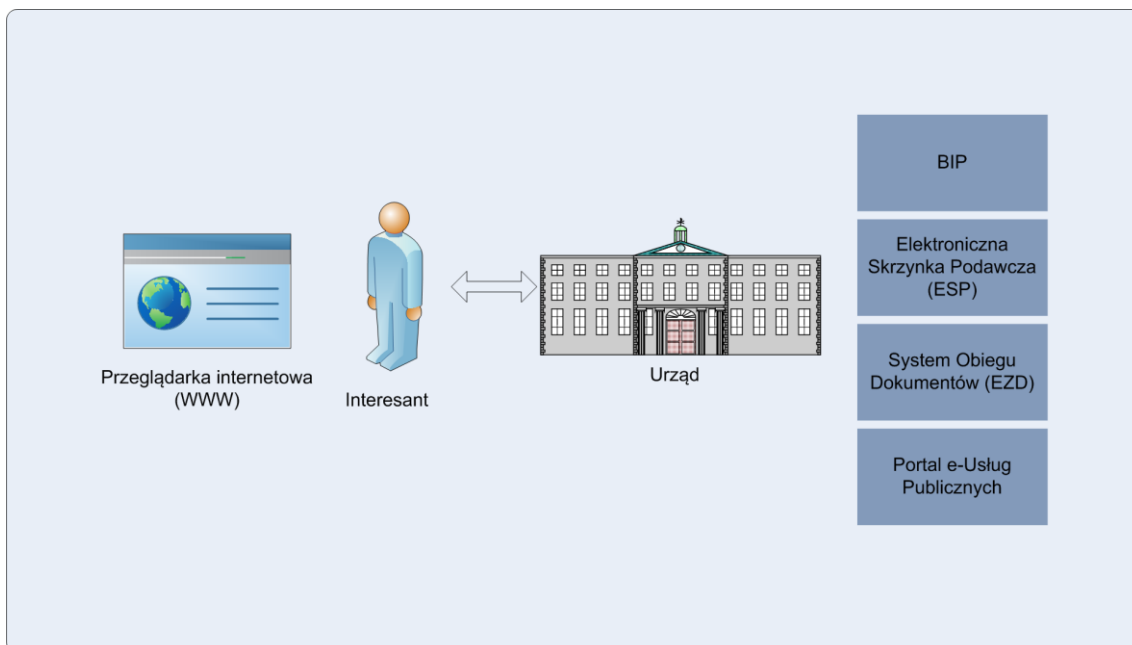 Przeglądarka internetowa
(WWW)
Interesant
Urząd
BIP
Elektroniczna
Skrzynka Podawcza
(ESP)
System Obiegu
Dokumentów (EZD)
Portal e-Usług
Publicznych